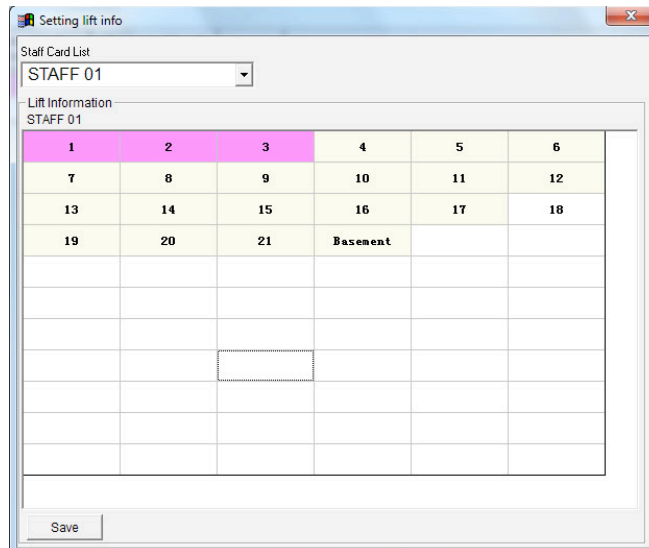 Setting lift info
Staff Card List
STAFF 01
Lift Information
STAFF 01
1 2 3 4 5 6
7 8 9 10 11 12
13 14 15 16 17 18
19 20 21 Basement
Save